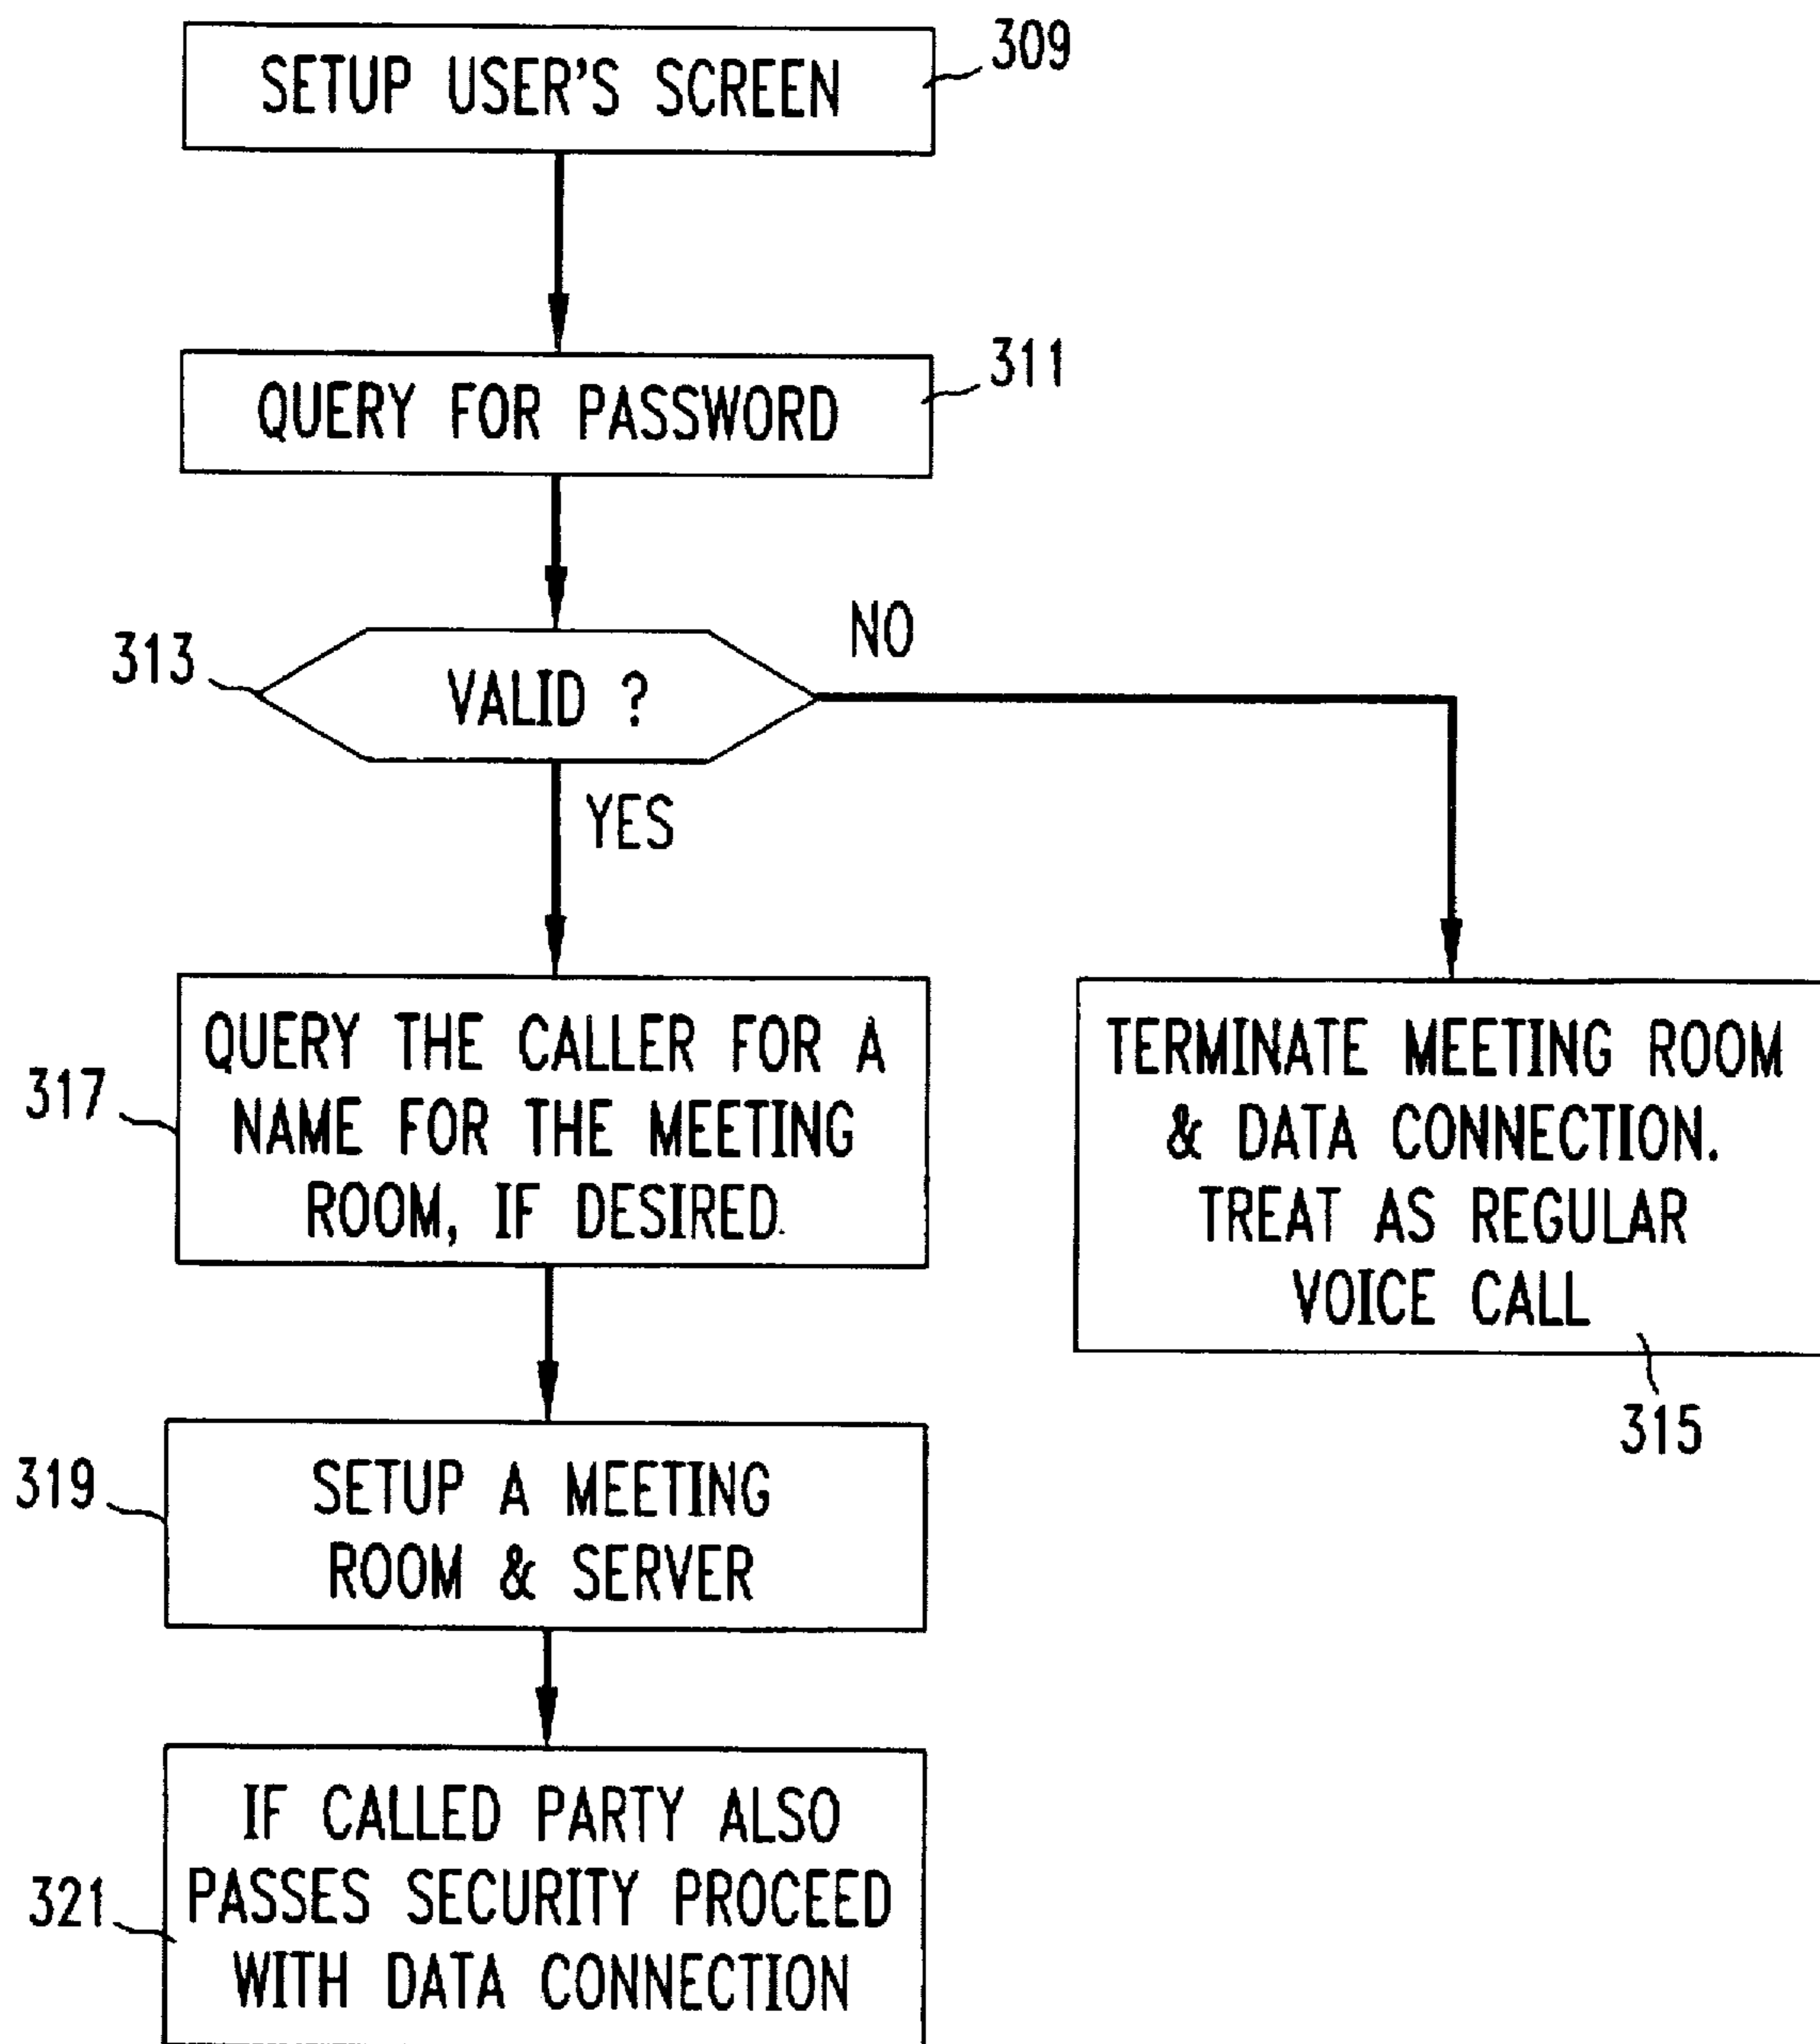 SETUP USER'S SCREEN
309
QUERY FOR PASSWORD
311
313
VALID ?
NO
YES
317
QUERY THE CALLER FOR A
NAME FOR THE MEETING
ROOM, IF DESIRED.
TERMINATE MEETING ROOM
& DATA CONNECTION.
TREAT AS REGULAR
VOICE CALL
315
319
SETUP A MEETING
ROOM & SERVER
321
IF CALLED PARTY ALSO
PASSES SECURITY PROCEED
WITH DATA CONNECTION